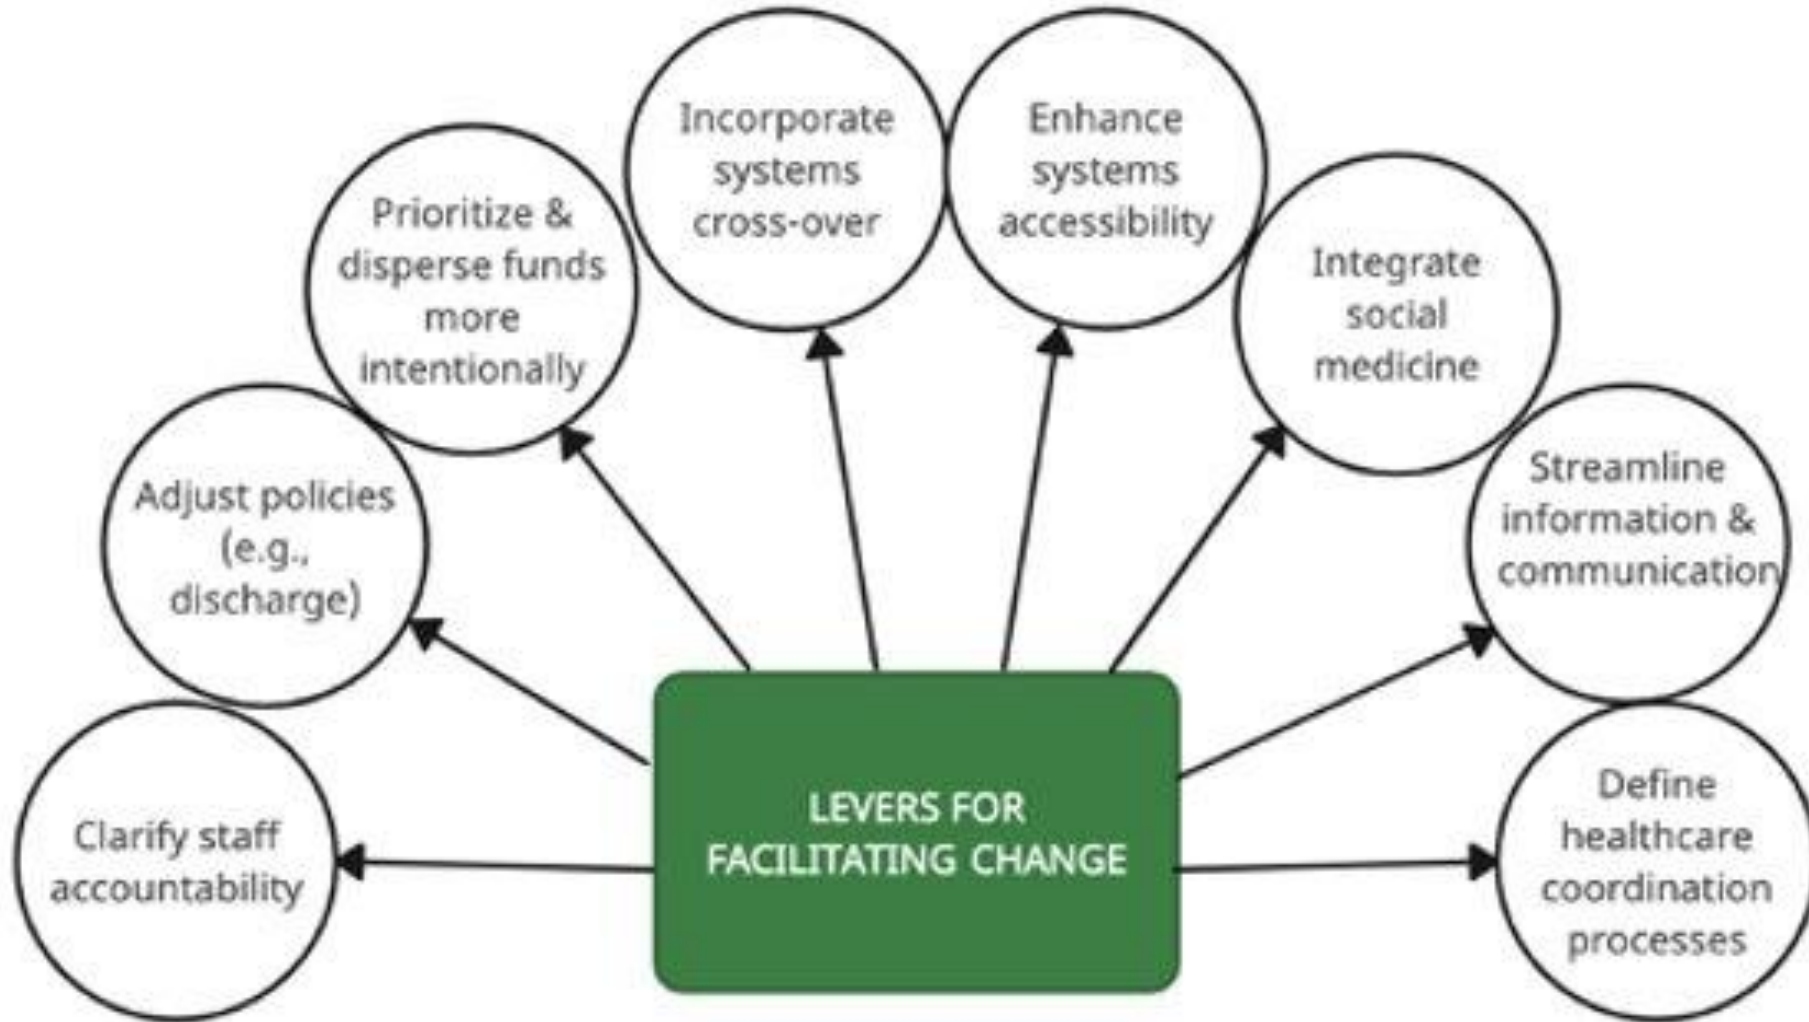 Incorporate
systems
cross-over
Enhance
systems
accessibility
Prioritize &
disperse funds
more
intentionally
Integrate
social
medicine
Adjust policies
(e.g.,
discharge)
Streamline
information &
communication
Clarify staff
accountability
LEVERS FOR
FACILITATING CHANGE
Define
healthcare
coordination
processes